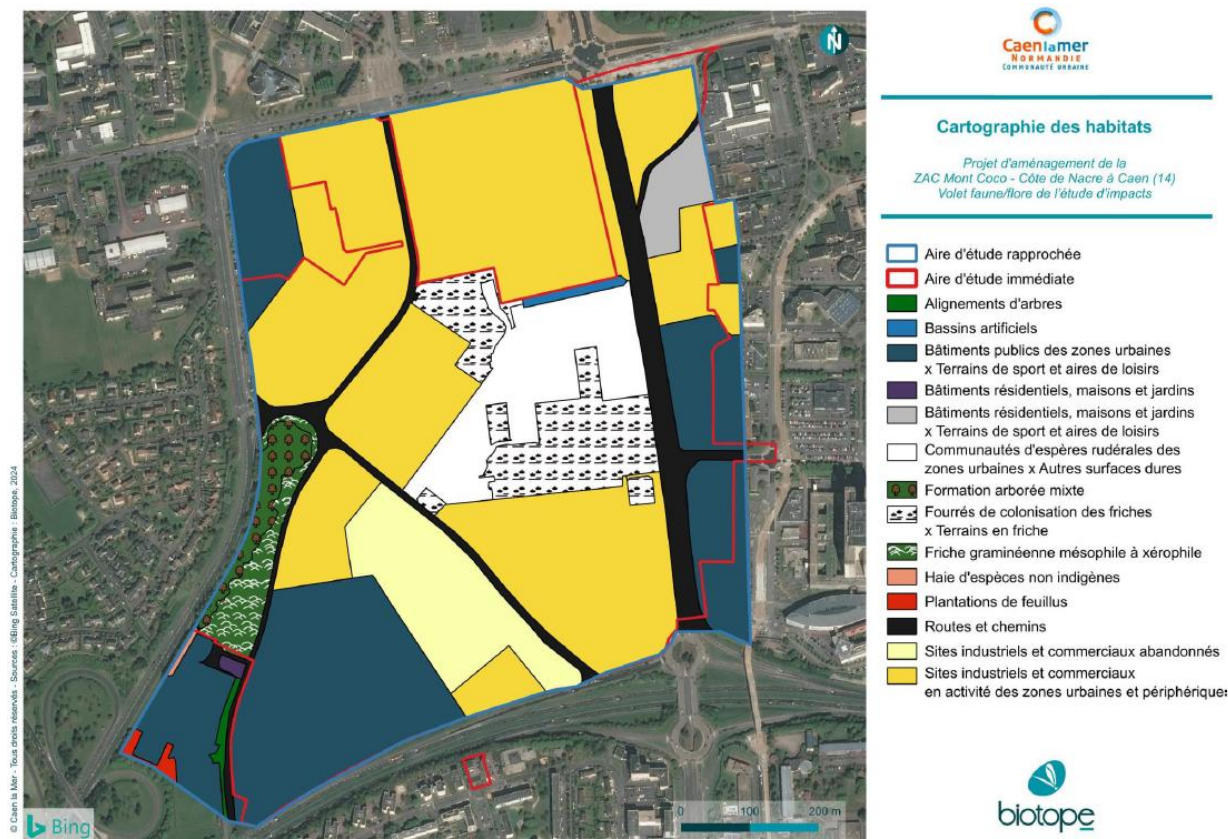 N
Caen la mer
NORMANDIE
COMMUNAUTÉ URBAINE
Cartographie des habitats
Projet d'aménagement de la
ZAC Mont Coco - Côte de Nacre à Caen (14)
Volet faune/flore de l'étude d'impacts
Aire d'étude rapprochée
Aire d'étude immédiate
Alignements d'arbres
Bassins artificiels
Bâtiments publics des zones urbaines
x Terrains de sport et aires de loisirs
Bâtiments résidentiels, maisons et jardins
Bâtiments résidentiels, maisons et jardins
x Terrains de sport et aires de loisirs
Communautés d'espères rudérales des
zones urbaines x Autres surfaces dures
Formation arborée mixte
Fourrés de colonisation des friches
x Terrains en friche
Friche graminéenne mésophile à xérophile
Haie d'espèces non indigènes
Plantations de feuillus
Routes et chemins
Sites industriels et commerciaux abandonnés
Sites industriels et commerciaux
en activité des zones urbaines et périphériques
biotope
© Caen la Mer - Tous droits réservés - Sources : ©Bing Satellite - Cartographie : Biotope, 2024
Bing
0 100 200 m